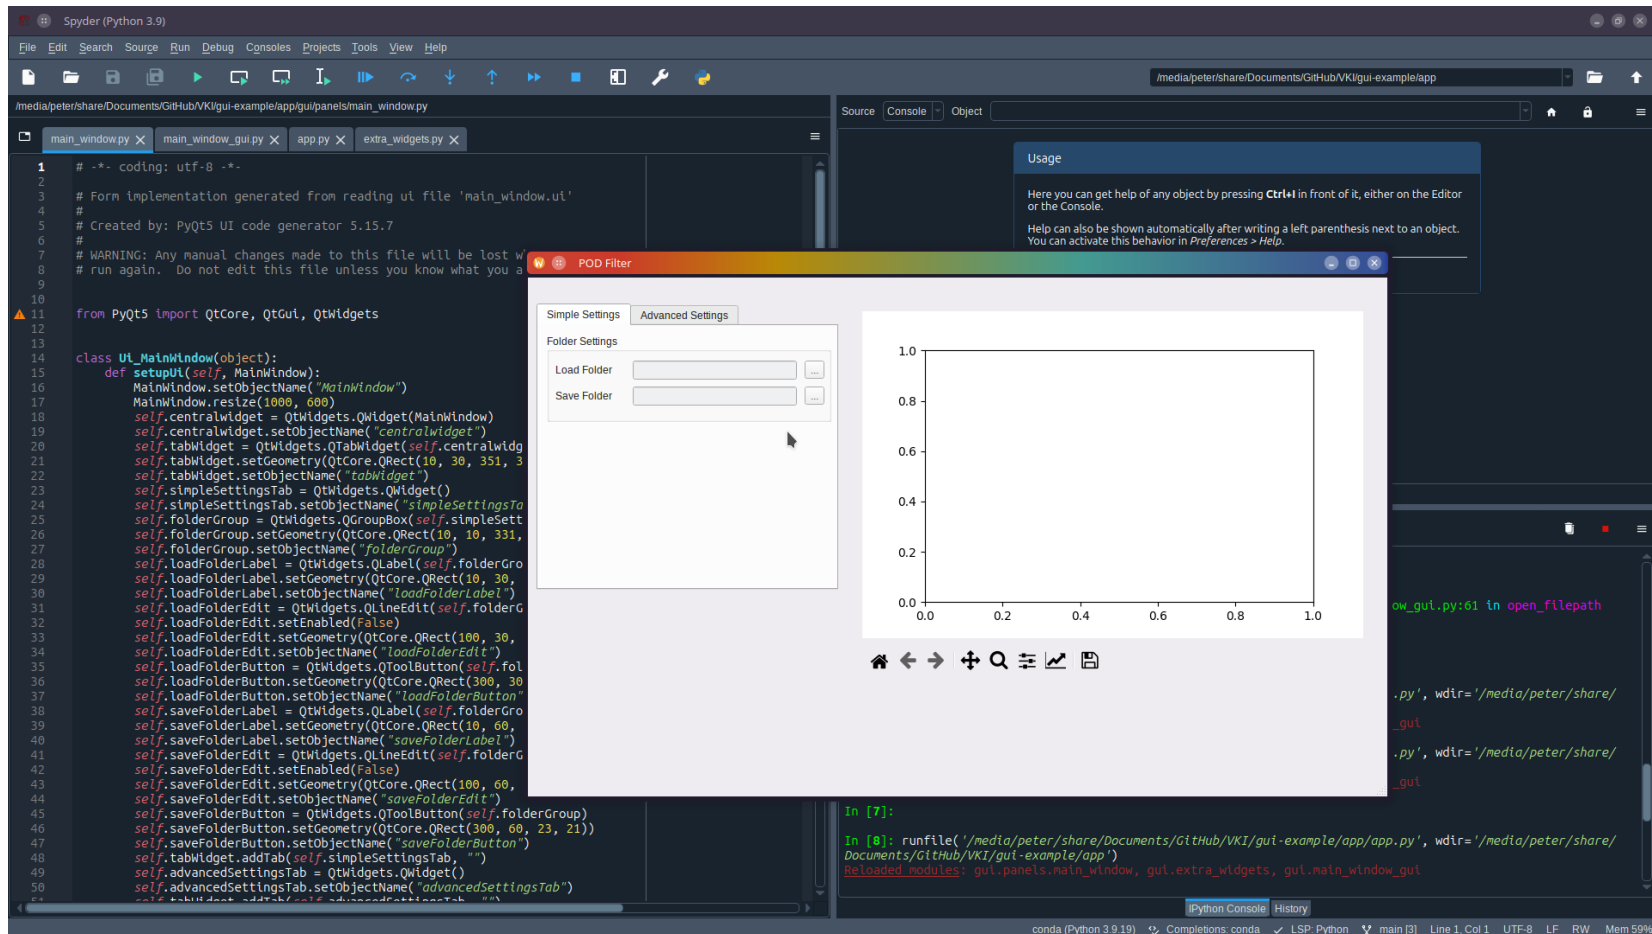 Spyder (Python 3.9)
File Edit Search Source Run Debug Consoles Projects Tools View Help
/media/peter/share/Documents/GitHub/VKI/gui-example/app
/media/peter/share/Documents/GitHub/VKI/gui-example/app/gui/panels/main_window.py
main_window.py main_window_gui.py app.py extra_widgets.py
1 # -*- coding: utf-8 -*-
2
3 # Form implementation generated from reading ui file 'main_window.ui'
4 #
5 # Created by: PyQt5 UI code generator 5.15.7
6 #
7 # WARNING: Any manual changes made to this file will be lost w
8 # run again.  Do not edit this file unless you know what you a
9
10
11 from PyQt5 import QtCore, QtGui, QtWidgets
12
13
14 class Ui_MainWindow(object):
15 def setupUi(self, MainWindow):
16 MainWindow.setObjectName("MainWindow")
17 MainWindow.resize(1000, 600)
18 self.centralwidget = QtWidgets.QWidget(MainWindow)
19 self.centralwidget.setObjectName("centralwidget")
20 self.tabWidget = QtWidgets.QTabWidget(self.centralwidg
21 self.tabWidget.setGeometry(QtCore.QRect(10, 30, 351, 3
22 self.tabWidget.setObjectName("tabWidget")
23 self.simpleSettingsTab = QtWidgets.QWidget()
24 self.simpleSettingsTab.setObjectName("simpleSettingsTa
25 self.folderGroup = QtWidgets.QGroupBox(self.simpleSett
26 self.folderGroup.setGeometry(QtCore.QRect(10, 10, 331,
27 self.folderGroup.setObjectName("folderGroup")
28 self.loadFolderLabel = QtWidgets.QLabel(self.folderGro
29 self.loadFolderLabel.setGeometry(QtCore.QRect(10, 30,
30 self.loadFolderLabel.setObjectName("loadFolderLabel")
31 self.loadFolderEdit = QtWidgets.QLineEdit(self.folderG
32 self.loadFolderEdit.setEnabled(False)
33 self.loadFolderEdit.setGeometry(QtCore.QRect(100, 30,
34 self.loadFolderEdit.setObjectName("loadFolderEdit")
35 self.loadFolderButton = QtWidgets.QToolButton(self.fol
36 self.loadFolderButton.setGeometry(QtCore.QRect(300, 30
37 self.loadFolderButton.setObjectName("loadFolderButton"
38 self.saveFolderLabel = QtWidgets.QLabel(self.folderGro
39 self.saveFolderLabel.setGeometry(QtCore.QRect(10, 60,
40 self.saveFolderLabel.setObjectName("saveFolderLabel")
41 self.saveFolderEdit = QtWidgets.QLineEdit(self.folderG
42 self.saveFolderEdit.setEnabled(False)
43 self.saveFolderEdit.setGeometry(QtCore.QRect(100, 60,
44 self.saveFolderEdit.setObjectName("saveFolderEdit")
45 self.saveFolderButton = QtWidgets.QToolButton(self.folderGroup)
46 self.saveFolderButton.setGeometry(QtCore.QRect(300, 60, 23, 21))
47 self.saveFolderButton.setObjectName("saveFolderButton")
48 self.tabWidget.addTab(self.simpleSettingsTab, "")
49 self.advancedSettingsTab = QtWidgets.QWidget()
50 self.advancedSettingsTab.setObjectName("advancedSettingsTab")
51 self.tabWidget.addTab(self.advancedSettingsTab, "")
Source Console Object
Usage
Here you can get help of any object by pressing Ctrl+I in front of it, either on the Editor
or the Console.
Help can also be shown automatically after writing a left parenthesis next to an object.
You can activate this behavior in Preferences > Help.
POD Filter
Simple Settings Advanced Settings
Folder Settings
Load Folder ...
Save Folder ...
1.0
0.8
0.6
0.4
0.2
0.0
0.0 0.2 0.4 0.6 0.8 1.0
ow_gui.py:61 in open_filepath
.py', wdir='/media/peter/share/
_gui
.py', wdir='/media/peter/share/
_gui
In [7]:
In [8]: runfile('/media/peter/share/Documents/GitHub/VKI/gui-example/app/app.py', wdir='/media/peter/share/
Documents/GitHub/VKI/gui-example/app')
Reloaded modules: gui.panels.main_window, gui.extra_widgets, gui.main_window_gui
IPython Console History
conda (Python 3.9.19) Completions: conda LSP: Python main [3] Line 1, Col 1 UTF-8 LF RW Mem 59%